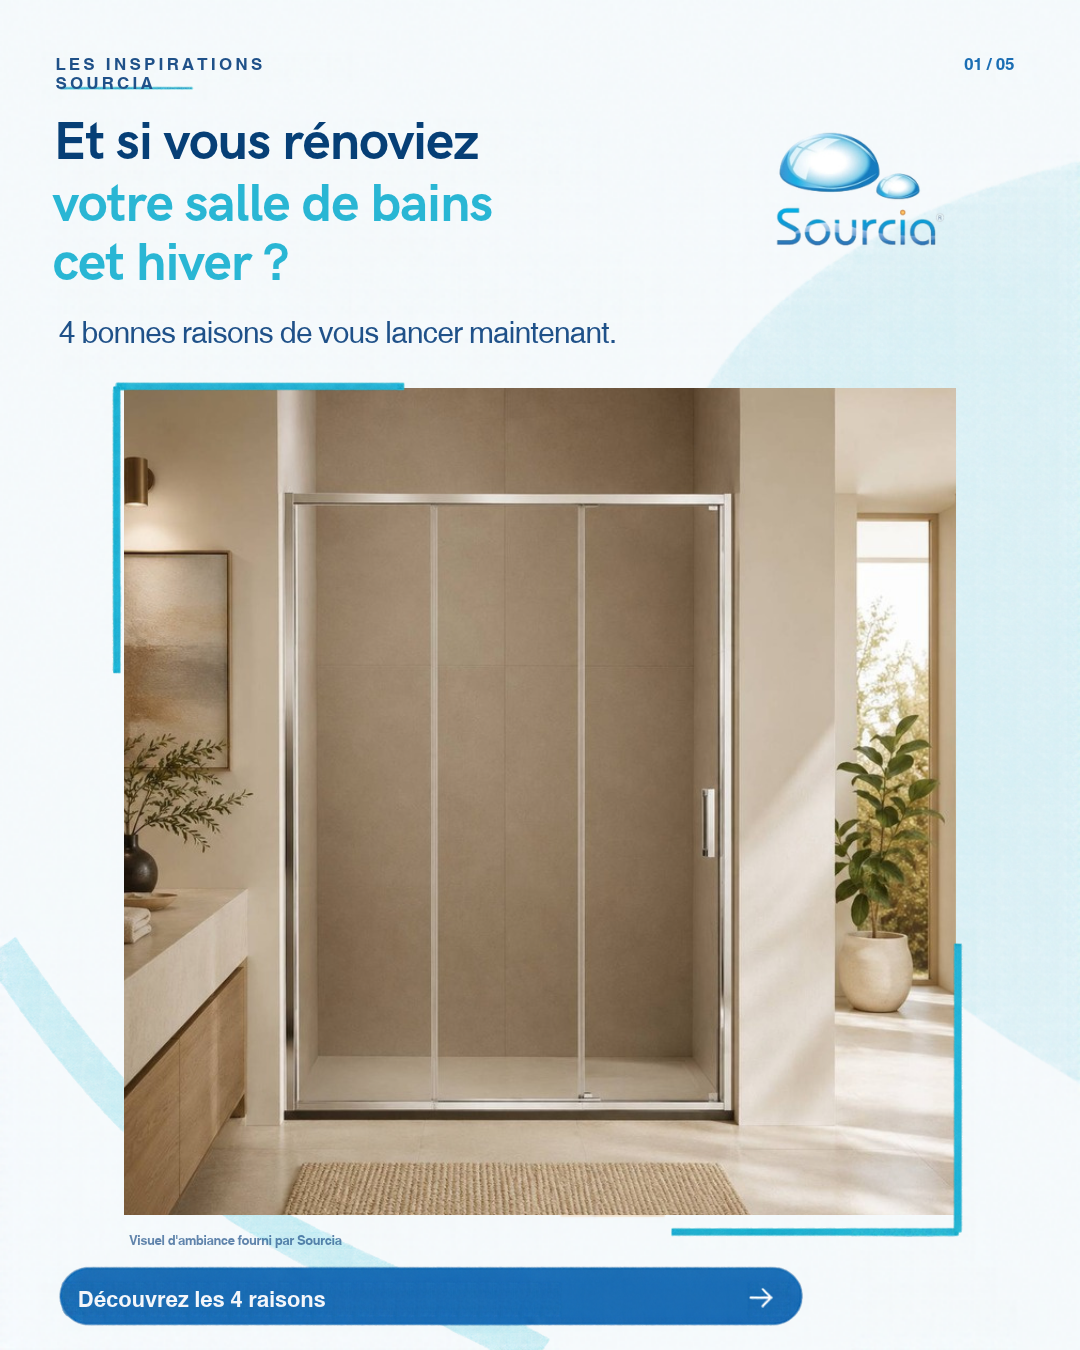 LES INSPIRATIONS
SOURCIA
01 / 05
Et si vous rénoviez
votre salle de bains
cet hiver ?
Sourcia®
4 bonnes raisons de vous lancer maintenant.
Visuel d'ambiance fourni par Sourcia
Découvrez les 4 raisons